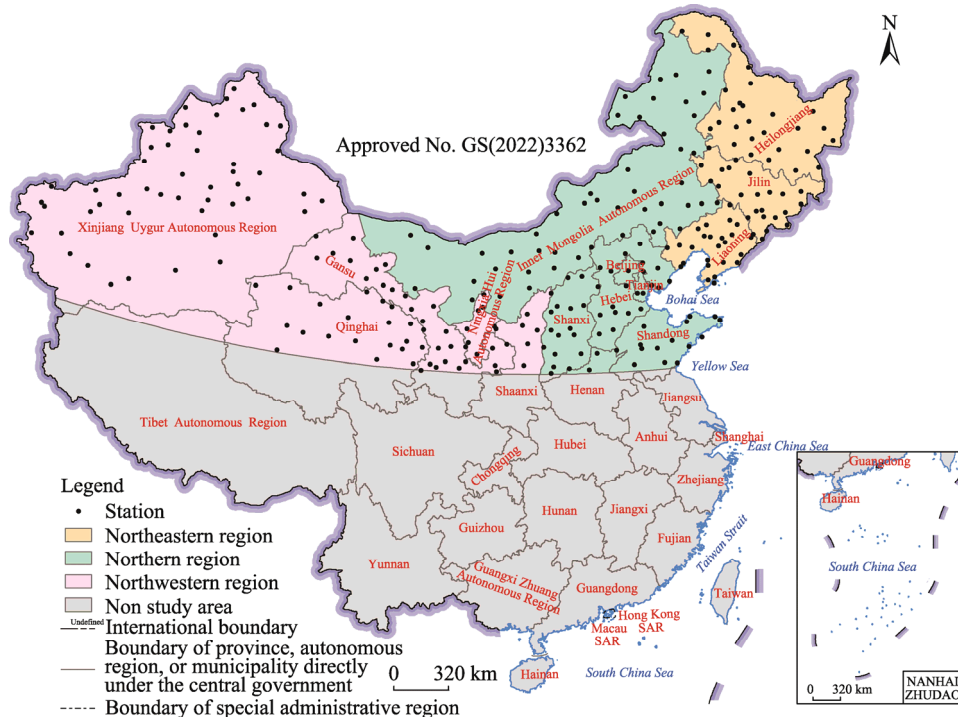 N
Approved No. GS(2022)3362
Heilongjiang
Jilin
Liaoning
Inner Mongolia Autonomous Region
Xinjiang Uygur Autonomous Region
Gansu
Ningxia Hui
Autonomous Region
Beijing
Tianjin
Hebei
Bohai Sea
Shanxi
Qinghai
Shandong
Yellow Sea
Shaanxi
Henan
Jiangsu
Tibet Autonomous Region
Sichuan
Chongqing
Hubei
Anhui
Shanghai
East China Sea
Zhejiang
Guizhou
Hunan
Jiangxi
Fujian
Taiwan Strait
Yunnan
Guangxi Zhuang
Autonomous Region
Guangdong
Taiwan
Hong Kong
SAR
Macau
SAR
Hainan
South China Sea
Legend
Station
Northeastern region
Northern region
Northwestern region
Non study area
Undefined
International boundary
Boundary of province, autonomous
region, or municipality directly
under the central government
Boundary of special administrative region
0 320 km
Guangdong
Hainan
South China Sea
0 320 km
NANHAI
ZHUDAO